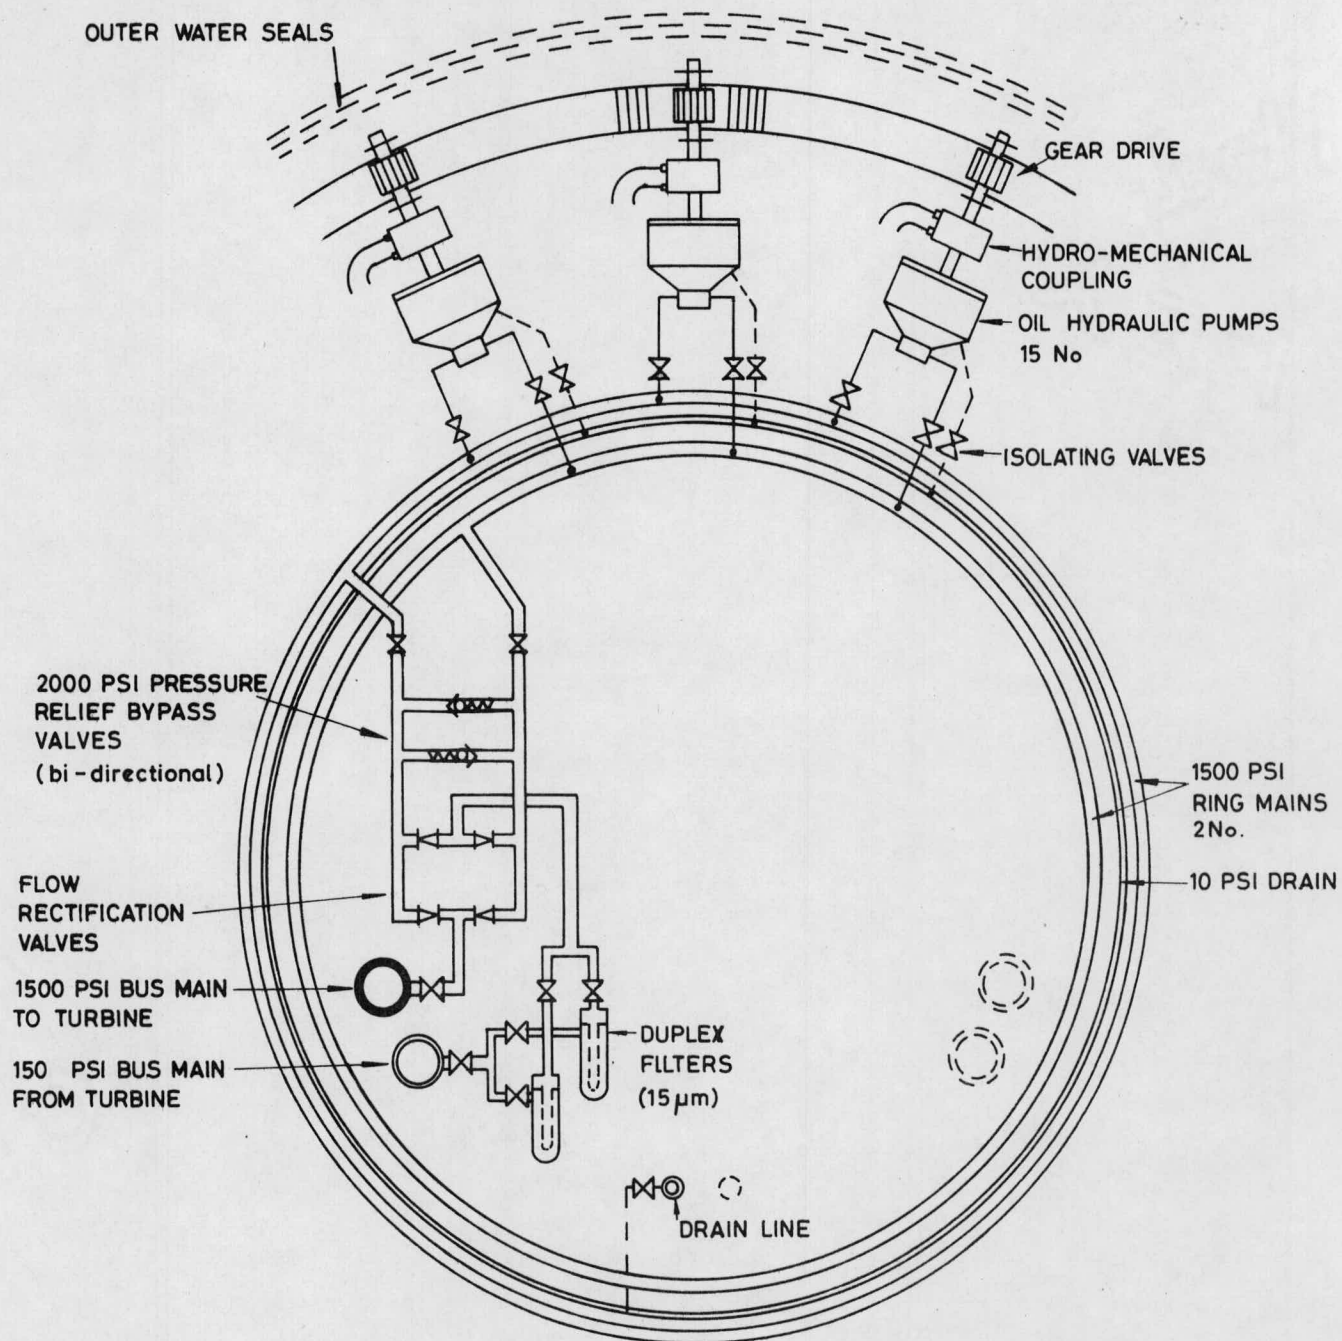 OUTER WATER SEALS
GEAR DRIVE
HYDRO-MECHANICAL
COUPLING
OIL HYDRAULIC PUMPS
15 No
ISOLATING VALVES
2000 PSI PRESSURE
RELIEF BYPASS
VALVES
(bi-directional)
1500 PSI
RING MAINS
2No.
10 PSI DRAIN
FLOW
RECTIFICATION
VALVES
1500 PSI BUS MAIN
TO TURBINE
DUPLEX
FILTERS
(15μm)
150 PSI BUS MAIN
FROM TURBINE
DRAIN LINE